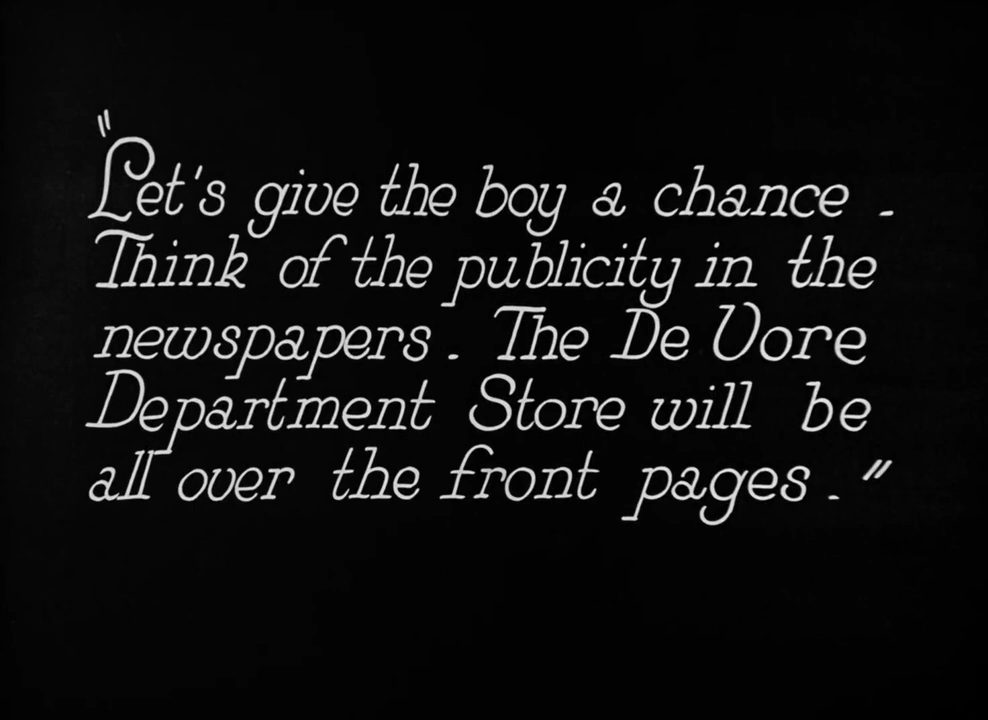 "Let's give the boy a chance.
Think of the publicity in the
newspapers. The De Vore
Department Store will be
all over the front pages."